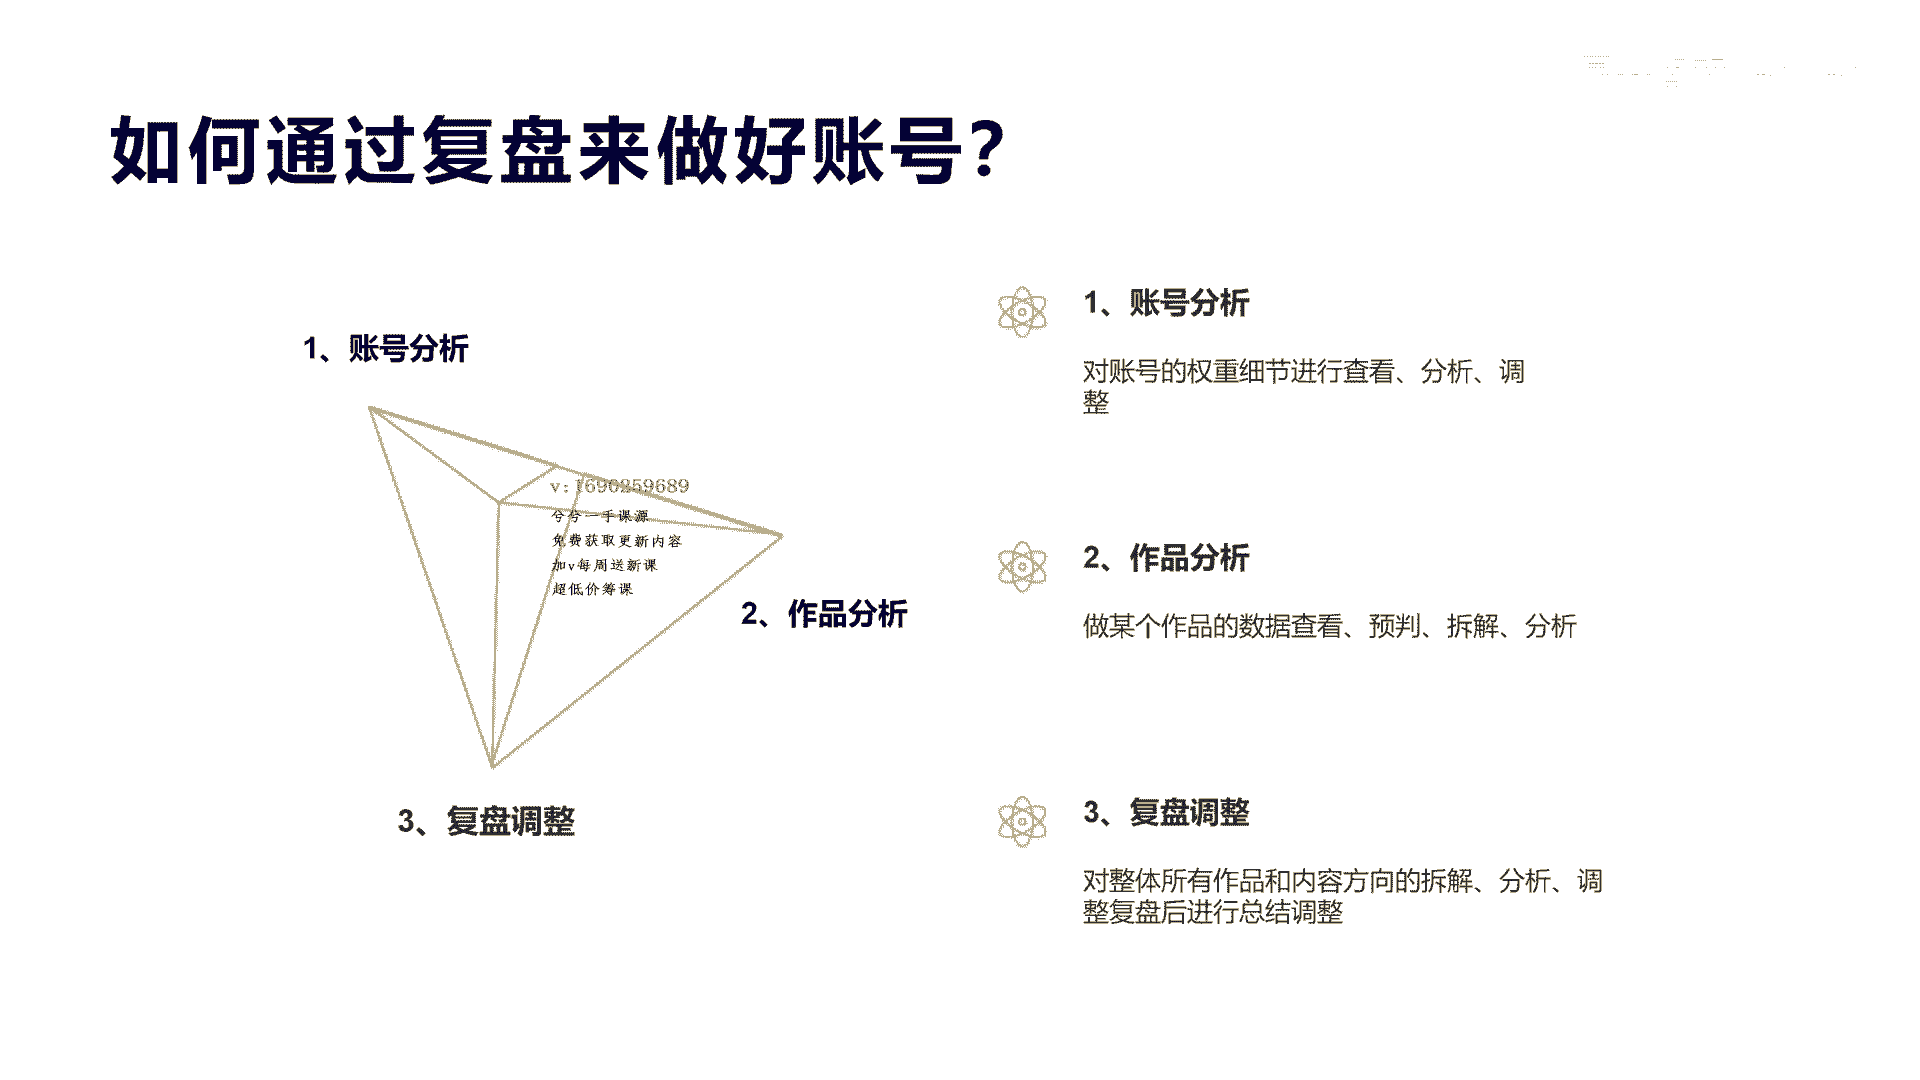 如何通过复盘来做好账号？
1、账号分析
v:1690259689
兮兮一手课源
免费获取更新内容
加v每周送新课
超低价筹课
2、作品分析
3、复盘调整
1、账号分析
对账号的权重细节进行查看、分析、调
整
2、作品分析
做某个作品的数据查看、预判、拆解、分析
3、复盘调整
对整体所有作品和内容方向的拆解、分析、调
整复盘后进行总结调整